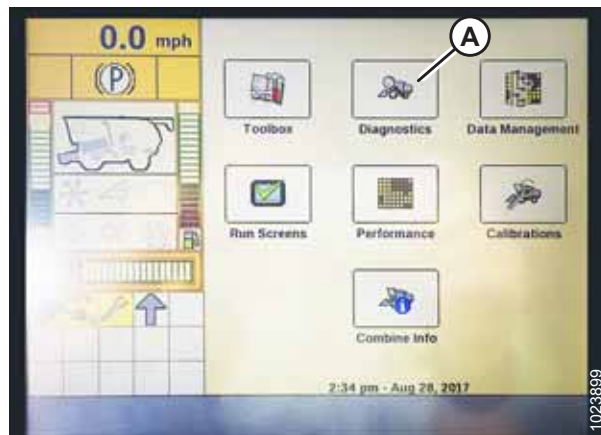 0.0 mph
A
(P)
Toolbox
Diagnostics
Data Management
Run Screens
Performance
Calibrations
Combine Info
2:34 pm - Aug 28, 2017
1023899